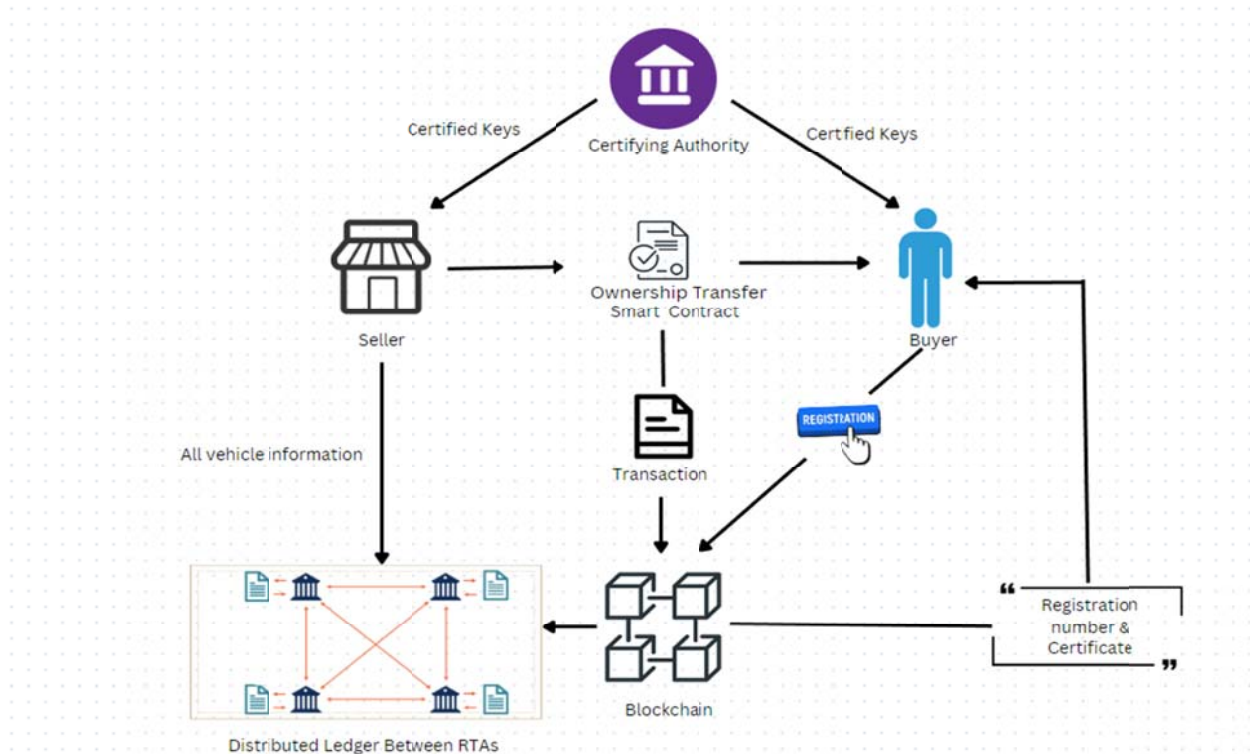 Certifying Authority
Certified Keys
Certfied Keys
Ownership Transfer
Smart Contract
Seller
Buyer
REGISTIATION
All vehicle information
Transaction
“
Registration
number &
Certificate
”
Blockchain
Distributed Ledger Between RTAs